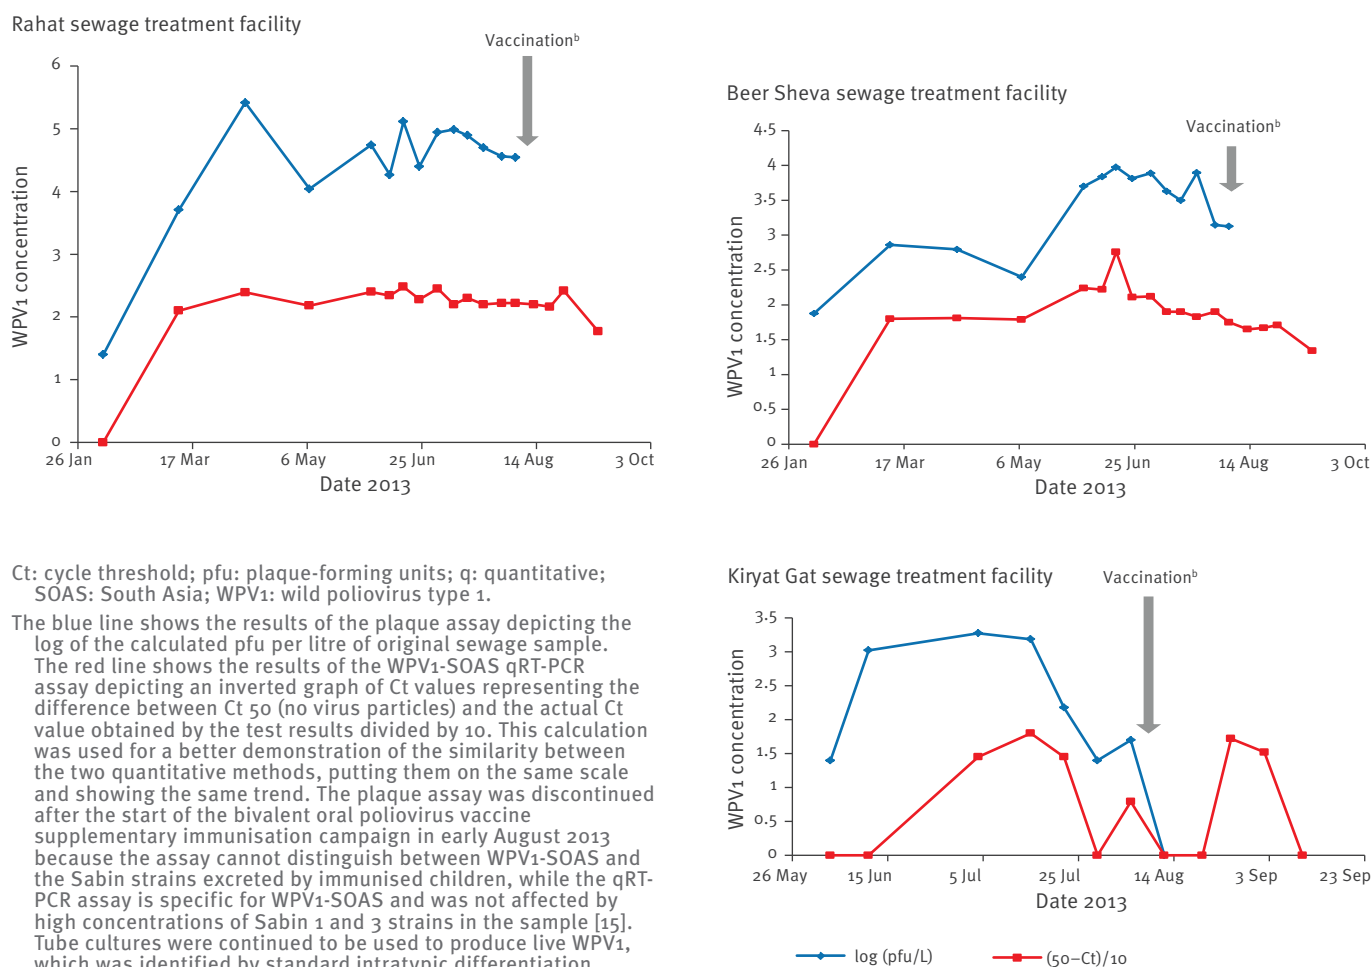 Rahat sewage treatment facility
Vaccinationᵇ
6
5
4
3
2
1
0
WPV1 concentration
26 Jan 17 Mar 6 May 25 Jun 14 Aug 3 Oct
Date 2013
Beer Sheva sewage treatment facility
Vaccinationᵇ
4.5
4
3.5
3
2.5
2
1.5
1
0.5
0
WPV1 concentration
26 Jan 17 Mar 6 May 25 Jun 14 Aug 3 Oct
Date 2013
Ct: cycle threshold; pfu: plaque-forming units; q: quantitative;
SOAS: South Asia; WPV1: wild poliovirus type 1.
The blue line shows the results of the plaque assay depicting the
log of the calculated pfu per litre of original sewage sample.
The red line shows the results of the WPV1-SOAS qRT-PCR
assay depicting an inverted graph of Ct values representing the
difference between Ct 50 (no virus particles) and the actual Ct
value obtained by the test results divided by 10. This calculation
was used for a better demonstration of the similarity between
the two quantitative methods, putting them on the same scale
and showing the same trend. The plaque assay was discontinued
after the start of the bivalent oral poliovirus vaccine
supplementary immunisation campaign in early August 2013
because the assay cannot distinguish between WPV1-SOAS and
the Sabin strains excreted by immunised children, while the qRT-
PCR assay is specific for WPV1-SOAS and was not affected by
high concentrations of Sabin 1 and 3 strains in the sample [15].
Tube cultures were continued to be used to produce live WPV1,
which was identified by standard intratypic differentiation
Kiryat Gat sewage treatment facility
Vaccinationᵇ
3.5
3
2.5
2
1.5
1
0.5
0
WPV1 concentration
26 May 15 Jun 5 Jul 25 Jul 14 Aug 3 Sep 23 Sep
Date 2013
log (pfu/L) (50–Ct)/10